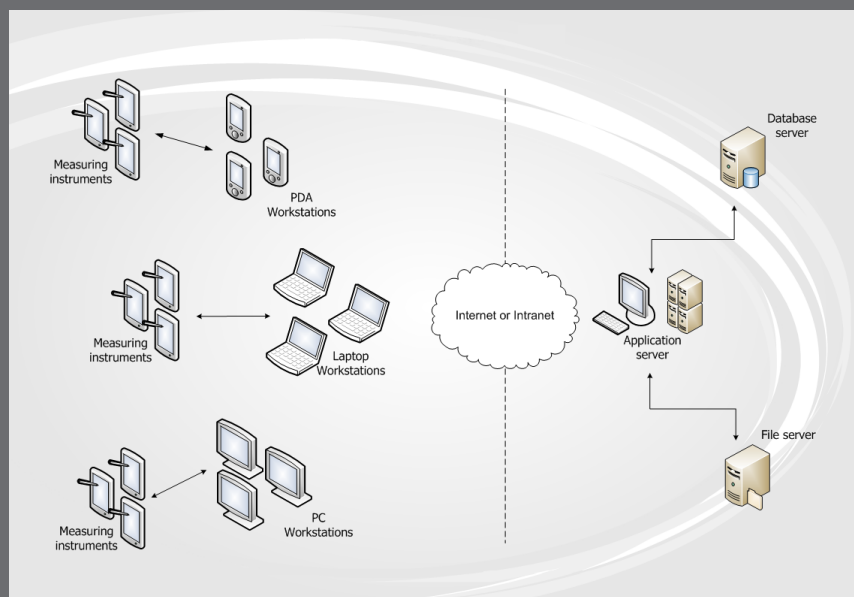 Measuring
instruments
PDA
Workstations
Database
server
Measuring
instruments
Laptop
Workstations
Internet or Intranet
Application
server
Measuring
instruments
PC
Workstations
File server